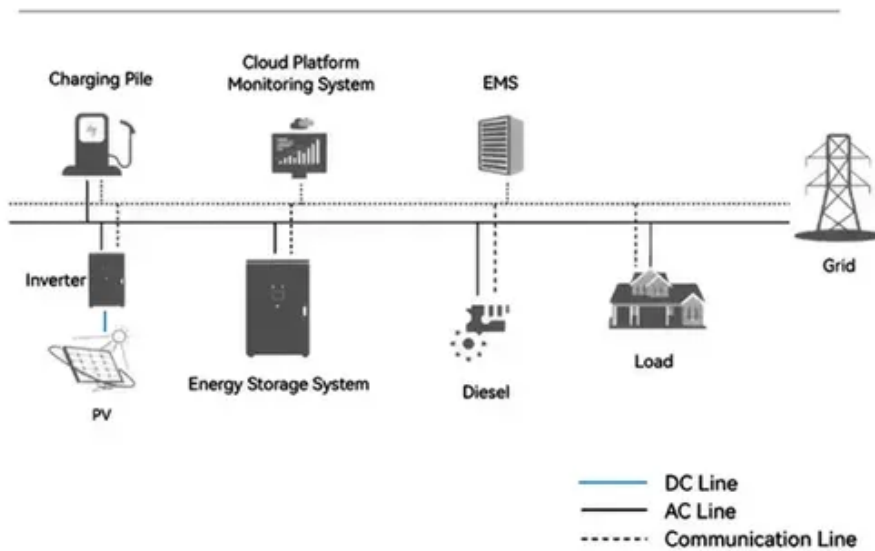 Charging Pile
Cloud Platform
Monitoring System
EMS
Grid
Inverter
PV
Energy Storage System
Diesel
Load
DC Line
AC Line
Communication Line